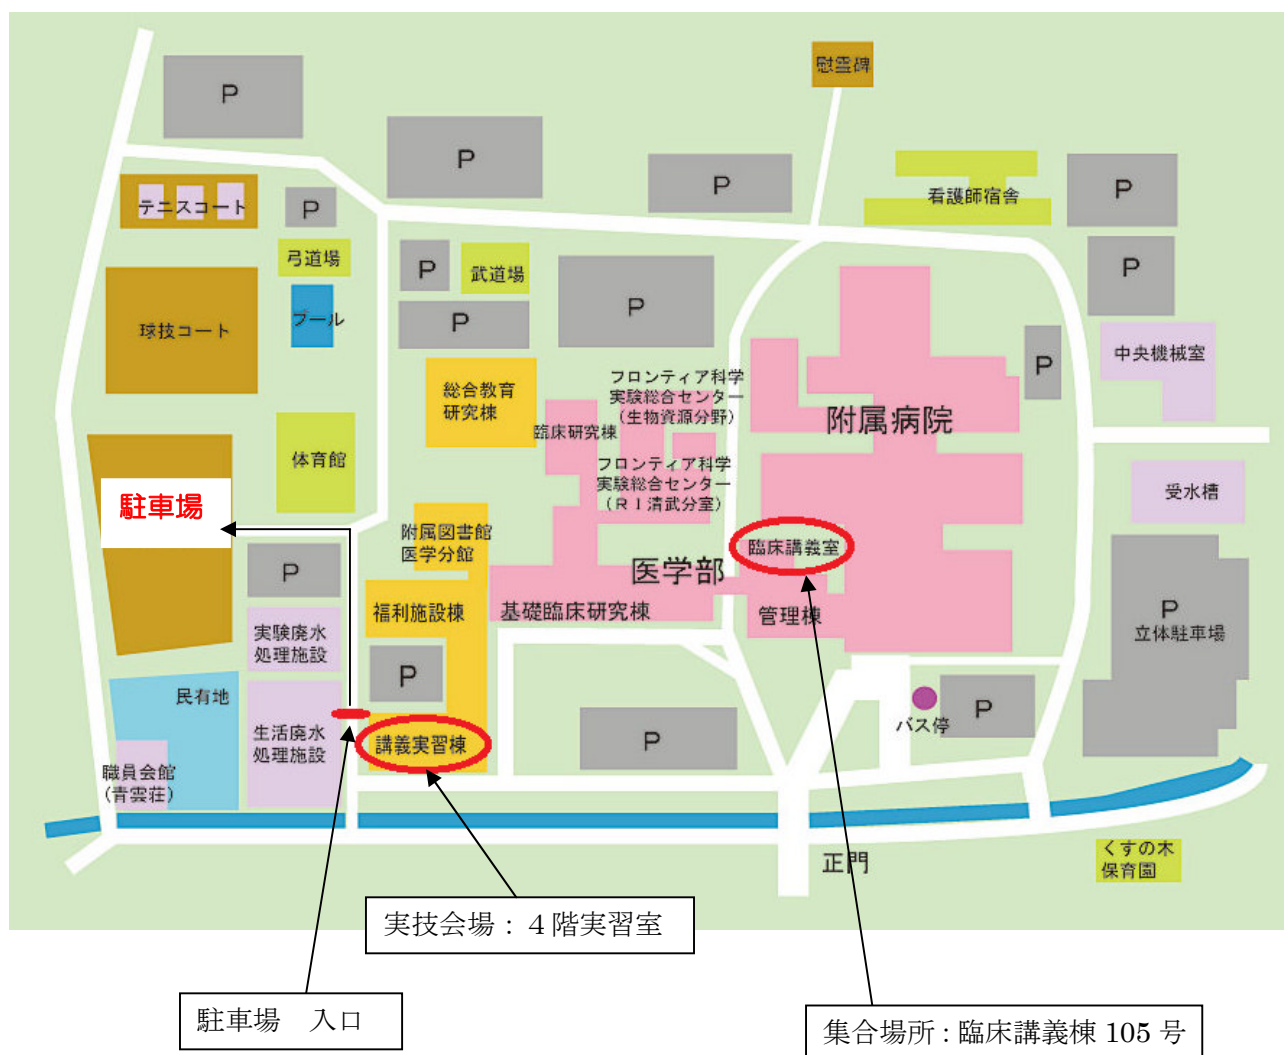 慰霊碑
P
P
P
看護師宿舎
P
テニスコート
P
弓道場
P
武道場
P
プール
P
P
球技コート
P
中央機械室
総合教育
研究棟
フロンティア科学
実験総合センター
（生物資源分野）
臨床研究棟
附属病院
体育館
フロンティア科学
実験総合センター
（ＲＩ清武分室）
受水槽
駐車場
附属図書館
医学分館
臨床講義室
医学部
P
福利施設棟
基礎臨床研究棟
管理棟
P
立体駐車場
実験廃水
処理施設
P
民有地
P
バス停
P
生活廃水
処理施設
講義実習棟
職員会館
（青雲荘）
正門
くすの木
保育園
実技会場：４階実習室
駐車場　入口
集合場所：臨床講義棟 105 号